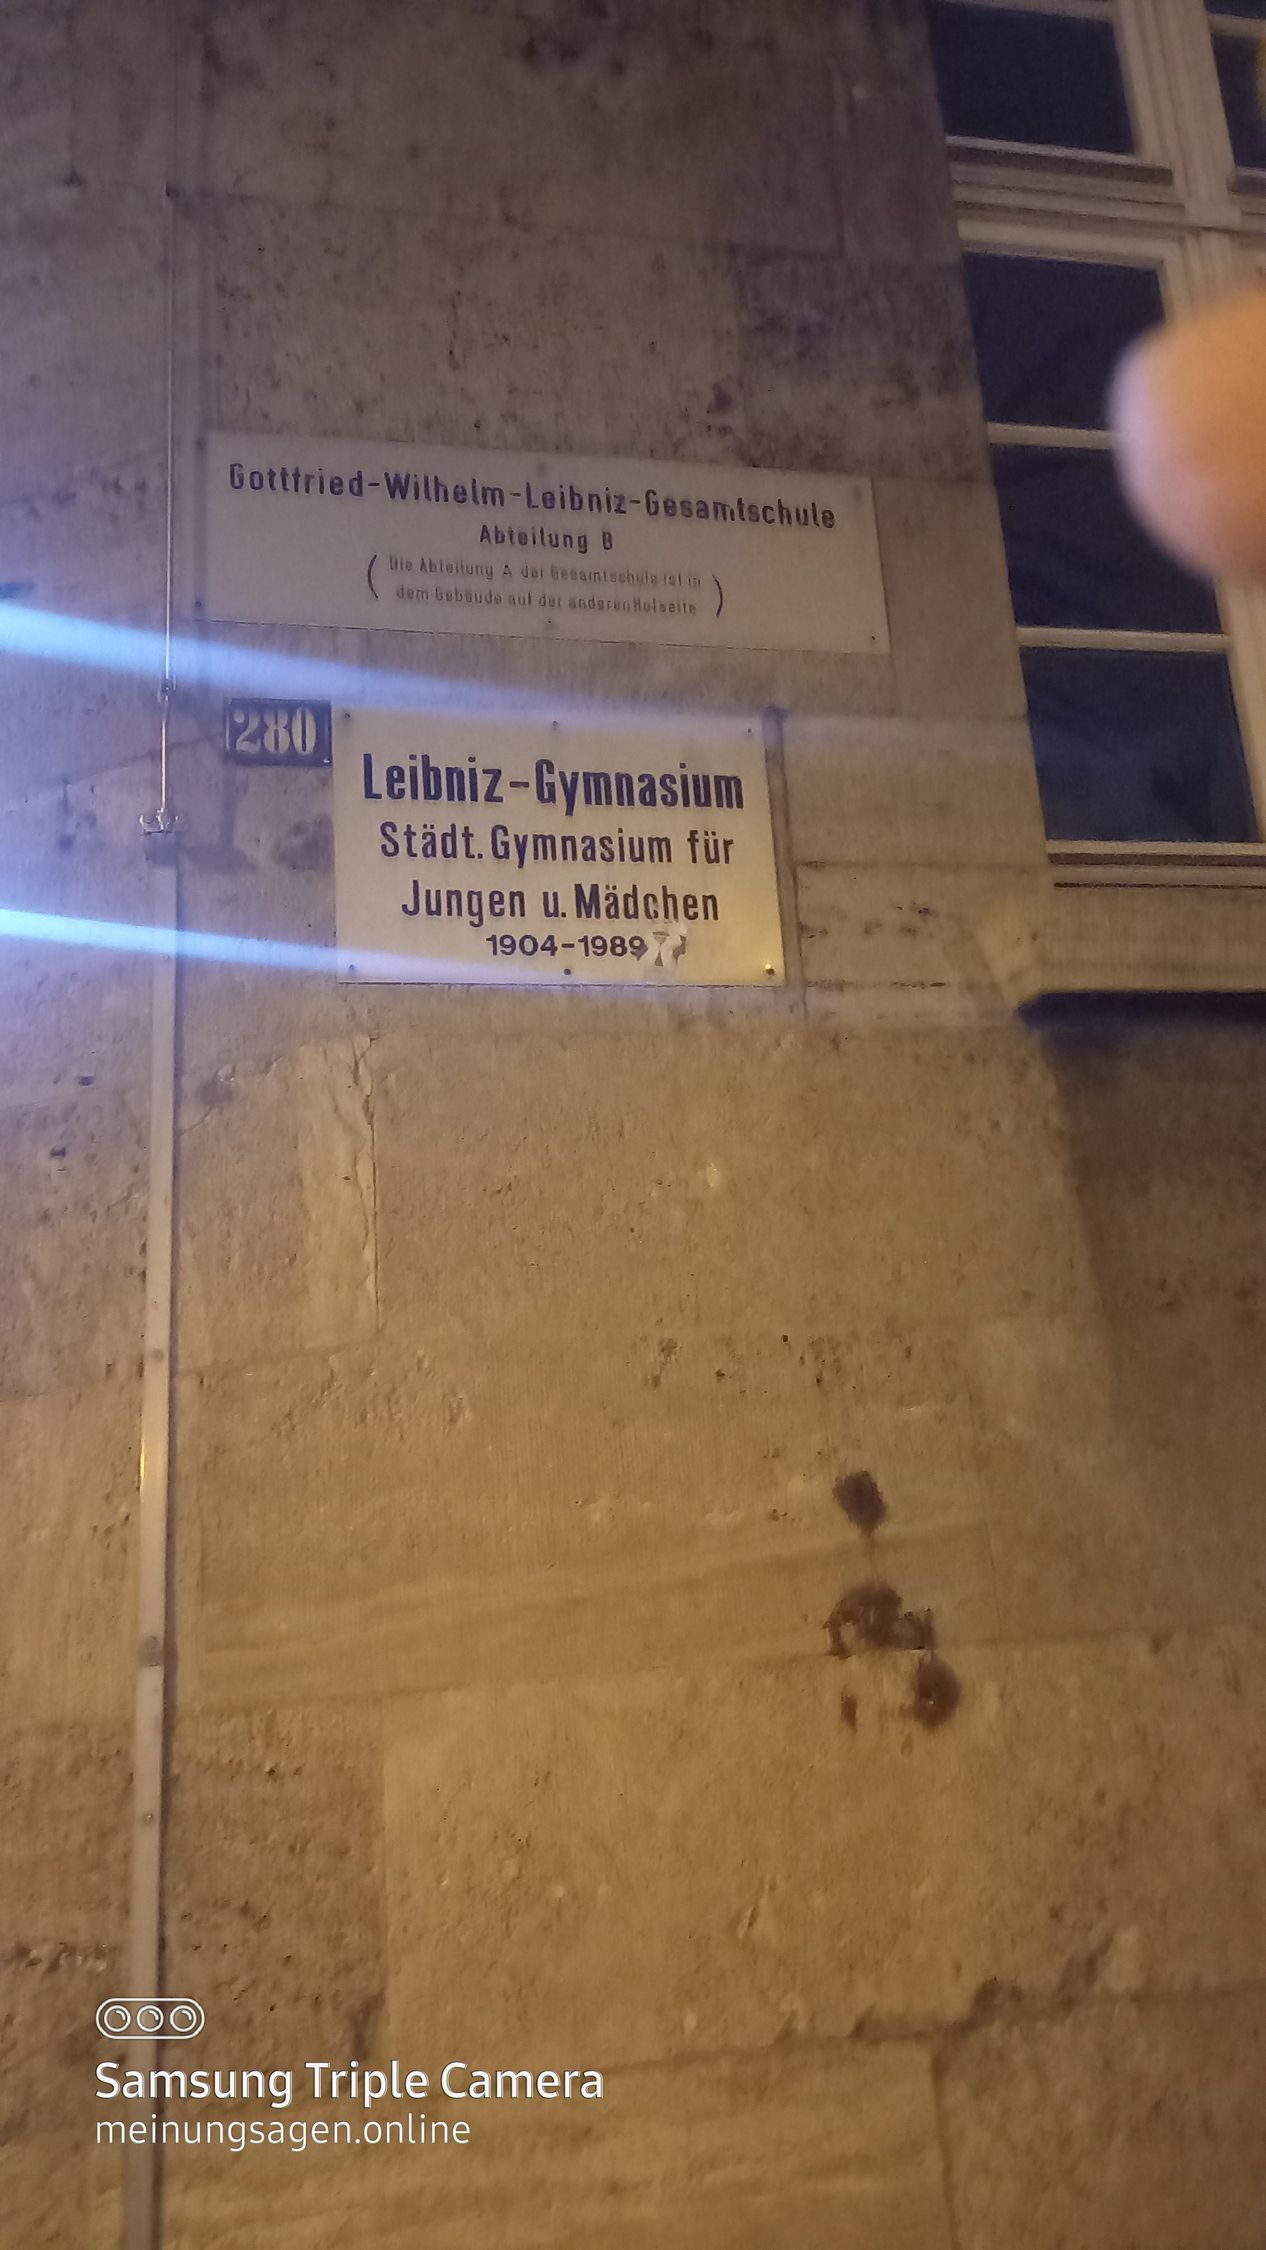 Gottfried-Wilhelm-Leibniz-Gesamtschule
Abteilung B
(Die Abteilung A der Gesamtschule ist in
dem Gebäude auf der anderen Hofseite)
280
Leibniz-Gymnasium
Städt. Gymnasium für
Jungen u. Mädchen
1904-1989
Samsung Triple Camera
meinungsagen.online